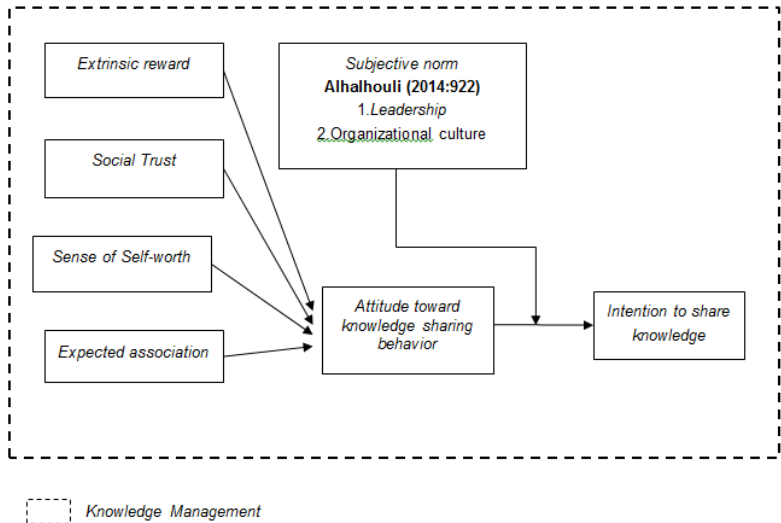 Extrinsic reward
Subjective norm
Alhalhouli (2014:922)
1.Leadership
2.Organizational culture
Social Trust
Sense of Self-worth
Expected association
Attitude toward
knowledge sharing
behavior
Intention to share
knowledge
Knowledge Management